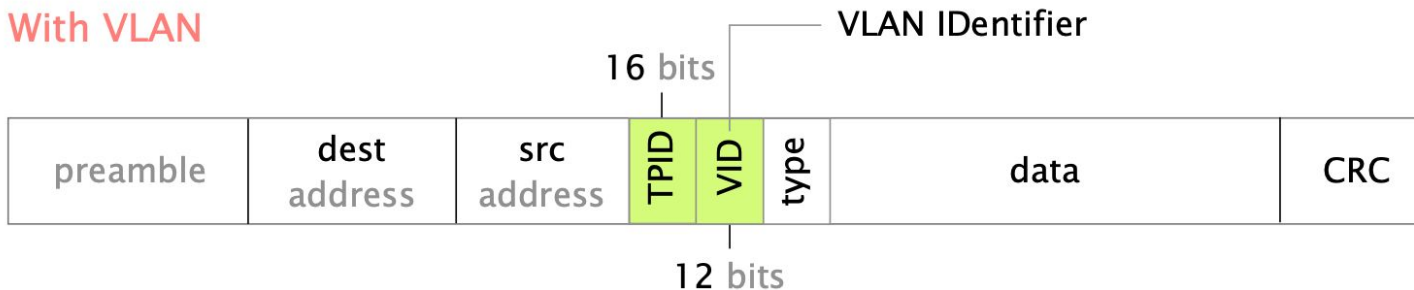 With VLAN
VLAN IDentifier
16 bits
preamble
dest
address
src
address
TPID
VID
type
data
CRC
12 bits